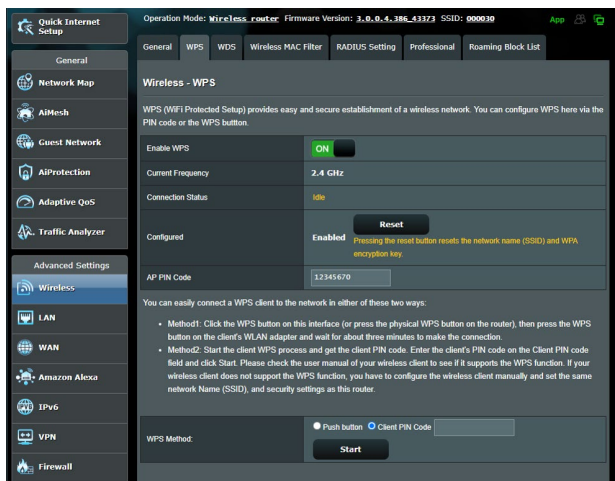 Quick Internet
Setup
Operation Mode: Wireless router Firmware Version: 3.0.0.4.386_43373 SSID: 000030
App
General
Network Map
AiMesh
Guest Network
AiProtection
Adaptive QoS
Traffic Analyzer
Advanced Settings
Wireless
LAN
WAN
Amazon Alexa
IPv6
VPN
Firewall
General WPS WDS Wireless MAC Filter RADIUS Setting Professional Roaming Block List
Wireless - WPS
WPS (WiFi Protected Setup) provides easy and secure establishment of a wireless network. You can configure WPS here via the
PIN code or the WPS buttton.
Enable WPS ON
Current Frequency 2.4 GHz
Connection Status Idle
Configured Enabled Reset
Pressing the reset button resets the network name (SSID) and WPA
encryption key.
AP PIN Code 12345670
You can easily connect a WPS client to the network in either of these two ways:
• Method1: Click the WPS button on this interface (or press the physical WPS button on the router), then press the WPS
button on the client's WLAN adapter and wait for about three minutes to make the connection.
• Method2: Start the client WPS process and get the client PIN code. Enter the client's PIN code on the Client PIN code
field and click Start. Please check the user manual of your wireless client to see if it supports the WPS function. If your
wireless client does not support the WPS function, you have to configure the wireless client manually and set the same
network Name (SSID), and security settings as this router.
WPS Method: Push button Client PIN Code
Start